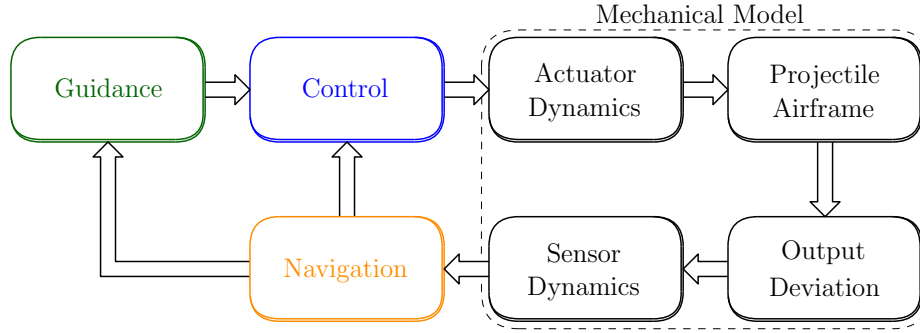 Mechanical Model
Guidance
Control
Actuator
Dynamics
Projectile
Airframe
Navigation
Sensor
Dynamics
Output
Deviation